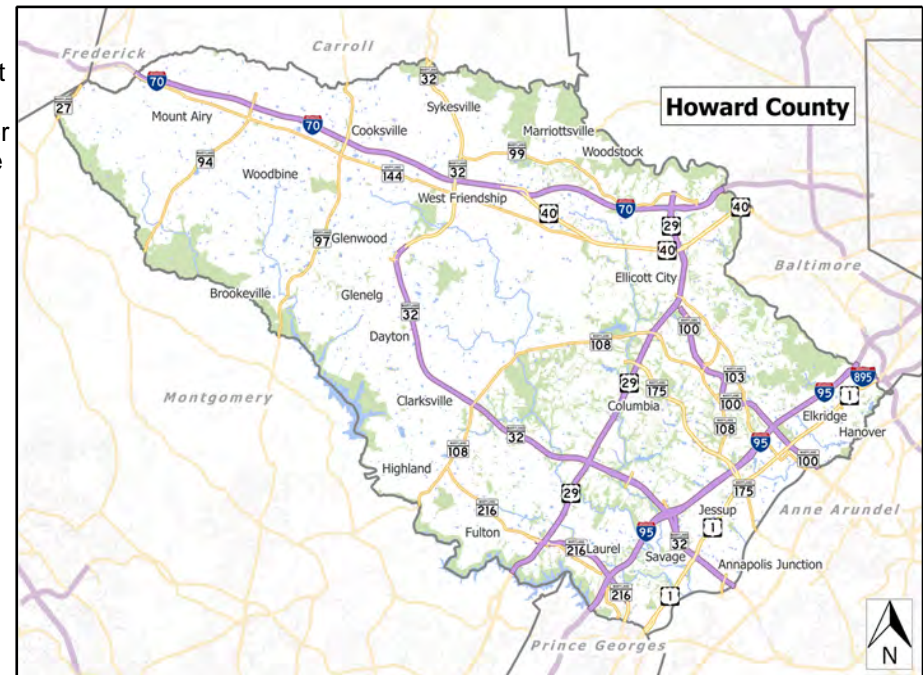 Frederick
Carroll
t
70
32
27
Sykesville
Howard County
Mount Airy
70
Cooksville
Marriottsville
r
94
99
Woodstock
e
Woodbine
144
32
West Friendship
70
40
40
97
Glenwood
29
40
Baltimore
Ellicott City
Brookeville
Glenelg
32
Dayton
108
100
29
175
103
95
895
1
Montgomery
Clarksville
Columbia
100
Elkridge
32
108
95
Hanover
108
100
Highland
175
29
216
Jessup
Anne Arundel
Fulton
95
1
216
Laurel
Savage
32
Annapolis Junction
216
1
Prince Georges
N
MARYLAND